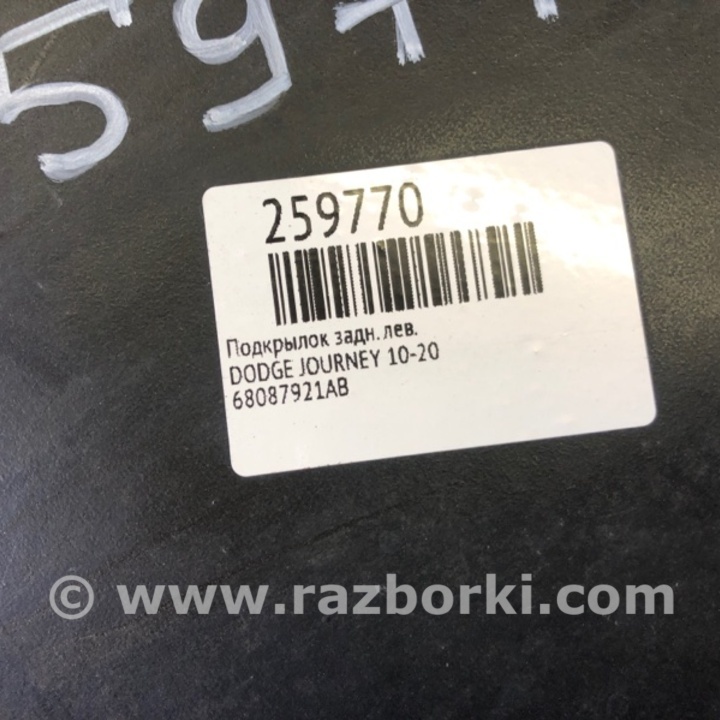 259770
Подкрылок задн.лев.
DODGE JOURNEY 10-20
68087921AB
© www.razborki.com